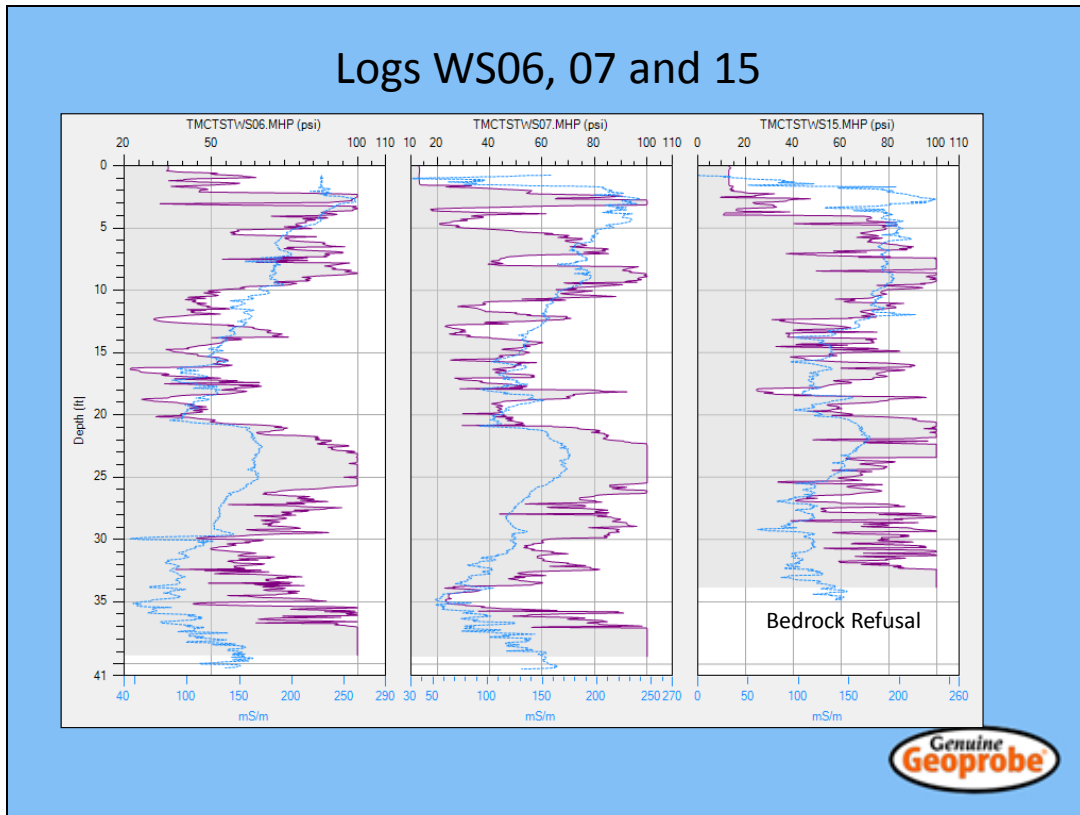 Logs WS06, 07 and 15
TMCTSTWS06.MHP (psi) TMCTSTWS07.MHP (psi) TMCTSTWS15.MHP (psi)
20 50 100 110 10 20 40 60 80 100 110 0 20 40 60 80 100 110
0
5
10
15
20
25
30
35
41
Depth (ft)
Bedrock Refusal
40 100 150 200 250 290 30 50 100 150 200 250 270 0 50 100 150 200 260
mS/m mS/m mS/m
Genuine
Geoprobe